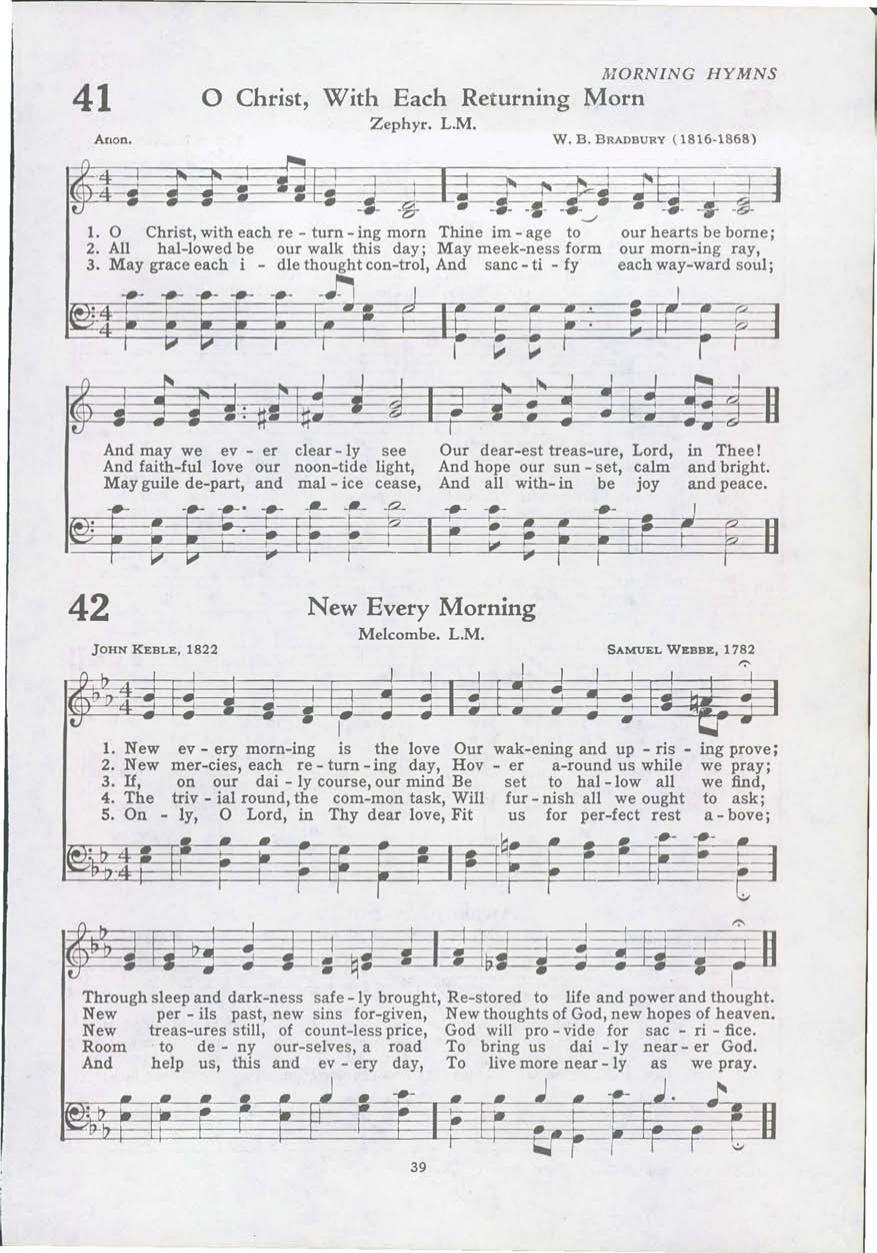 MORNING HYMNS
41
O Christ, With Each Returning Morn
Zephyr. L.M.
Anon.
W. B. BRADBURY (1816-1868)
1. O Christ, with each re - turn - ing morn Thine im - age to our hearts be borne;
2. All hal-lowed be our walk this day; May meek-ness form our morn-ing ray,
3. May grace each i - dle thought con-trol, And sanc - ti - fy each way-ward soul;
And may we ev - er clear - ly see Our dear-est treas-ure, Lord, in Thee!
And faith-ful love our noon-tide light, And hope our sun - set, calm and bright.
May guile de-part, and mal - ice cease, And all with-in be joy and peace.
42
New Every Morning
Melcombe. L.M.
JOHN KEBLE, 1822
SAMUEL WEBBE, 1782
1. New ev - ery morn-ing is the love Our wak-ening and up - ris - ing prove;
2. New mer-cies, each re - turn - ing day, Hov - er a-round us while we pray;
3. If, on our dai - ly course, our mind Be set to hal - low all we find,
4. The triv - ial round, the com-mon task, Will fur - nish all we ought to ask;
5. On - ly, O Lord, in Thy dear love, Fit us for per-fect rest a - bove;
Through sleep and dark-ness safe - ly brought, Re-stored to life and power and thought.
New per - ils past, new sins for-given, New thoughts of God, new hopes of heaven.
New treas-ures still, of count-less price, God will pro - vide for sac - ri - fice.
Room to de - ny our-selves, a road To bring us dai - ly near - er God.
And help us, this and ev - ery day, To live more near - ly as we pray.
39